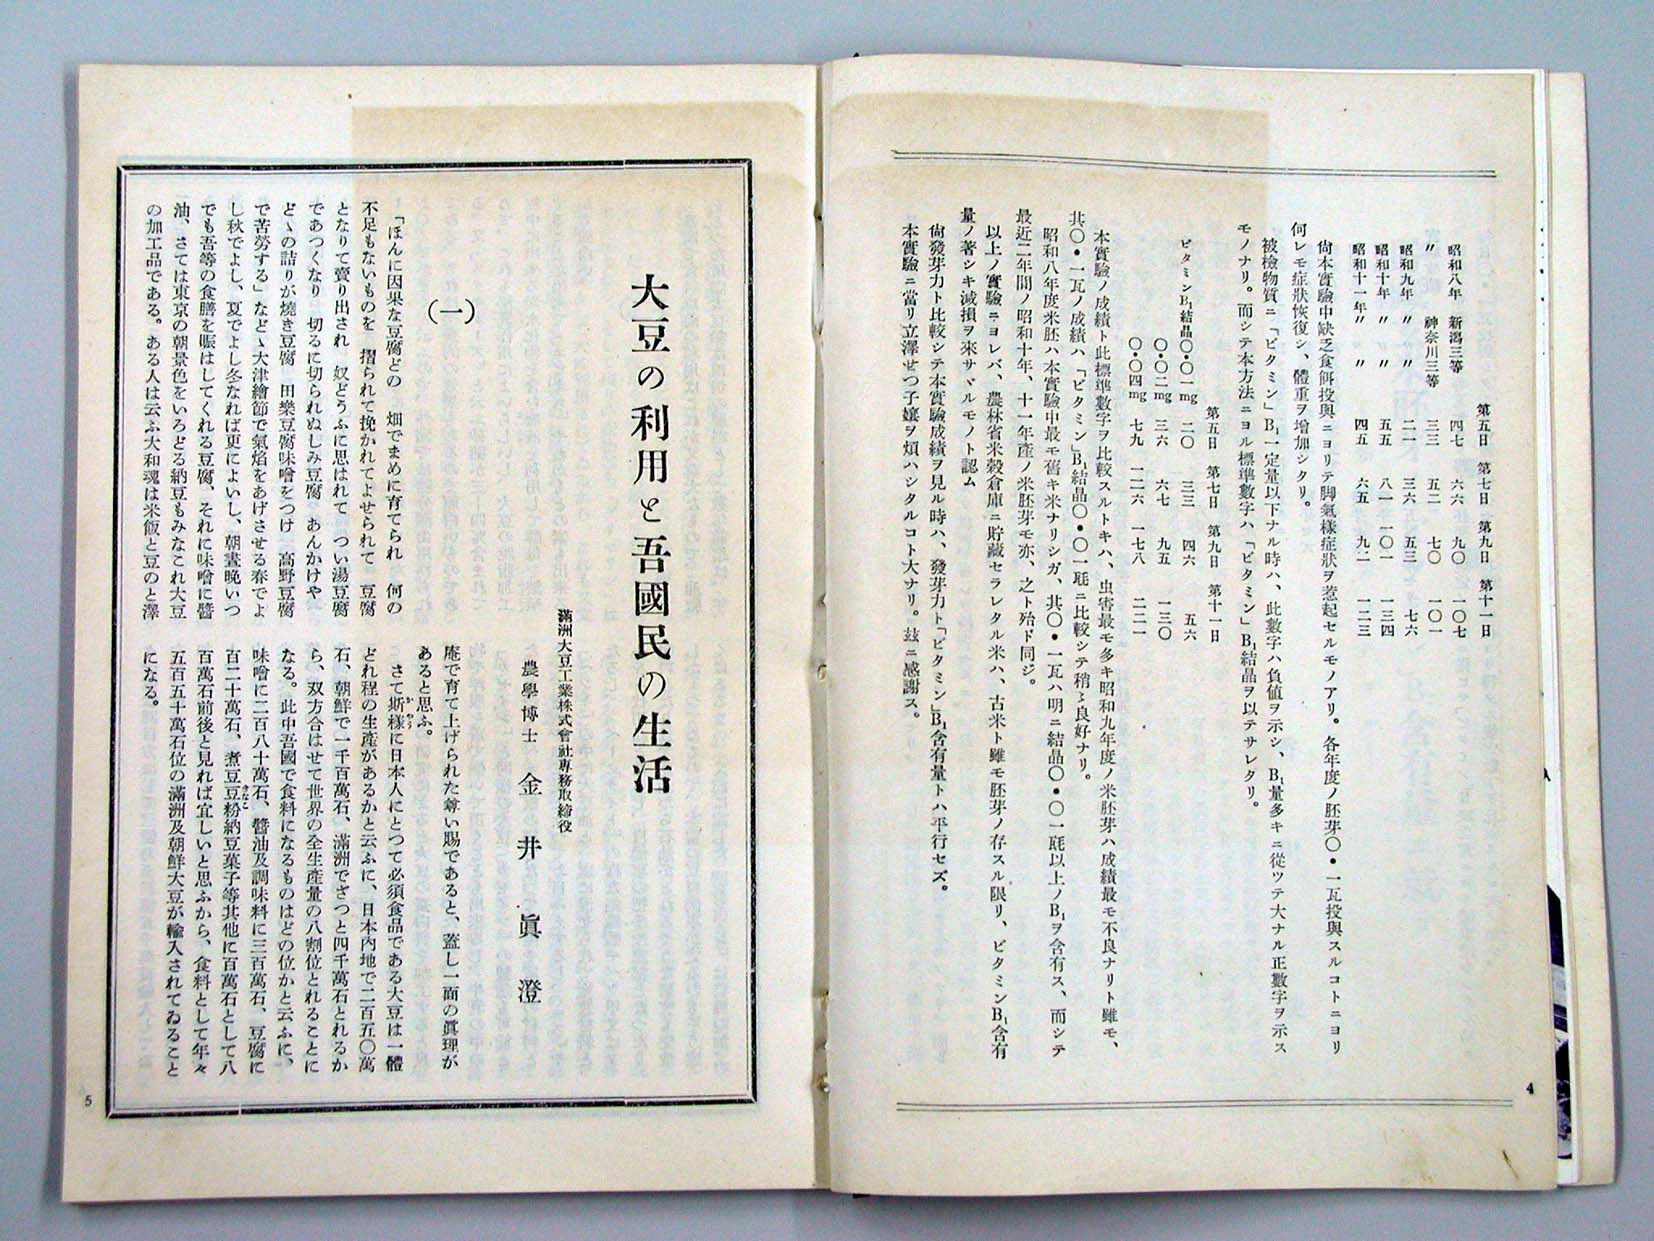 第五日 第七日 第九日 第十一日
昭和八年 新潟三等 四七 六六 九〇 一〇七
〃 神奈川三等 三三 五二 七〇 一〇一
昭和九年〃 〃 二一 三六 五三 七六
昭和十年〃 〃 五五 八一 一〇一 一三四
昭和十一年〃 〃 四五 六五 九二 一二三
尙本實驗中缺乏食餌投與ニヨリテ脚氣樣症狀ヲ惹起セルモノアリ。各年度ノ胚芽〇・一瓦投與スルコトニヨリ
何レモ症狀恢復シ、體重ヲ增加シタリ。
被檢物質ニ「ビタミン」B₁一定量以下ナル時ハ、此數字ハ負値ヲ示シ、B₁量多キニ從ツテ大ナル正數字ヲ示ス
モノナリ。而シテ本方法ニヨル標準數字ハ「ビタミン」B₁結晶ヲ以テサレタリ。
第五日 第七日 第九日 第十一日
ビタミンB₁結晶〇・〇一mg 二〇 三三 四六 五六
〇・〇二mg 三六 六七 九五 一三〇
〇・〇四mg 七九 一二六 一七八 二二一
本實驗ノ成績ト此標準數字ヲ比較スルトキハ、虫害最モ多キ昭和九年度ノ米胚芽ハ成績最モ不良ナリト雖モ、
其〇・一瓦ノ成績ハ「ビタミン」B₁結晶〇・〇一瓱ニ比較シテ稍〻良好ナリ。
昭和八年度米胚ハ本實驗中最モ舊キ米ナリシガ、其〇・一瓦ハ明ニ結晶〇・〇一瓱以上ノB₁ヲ含有ス、而シテ
最近二年間ノ昭和十年、十一年產ノ米胚芽モ亦、之ト殆ド同ジ。
以上ノ實驗ニヨレバ、農林省米穀倉庫ニ貯藏セラレタル米ハ、古米ト雖モ胚芽ノ存スル限リ、ビタミンB₁含有
量ノ著シキ減損ヲ來サヾルモノト認ム
尙發芽力ト比較シテ本實驗成績ヲ見ル時ハ、發芽力ト「ビタミン」B₁含有量トハ平行セズ。
本實驗ニ當リ立澤せつ子孃ヲ煩ハシタルコト大ナリ。玆ニ感謝ス。
4
大豆の利用と吾國民の生活
滿洲大豆工業株式會社專務取締役
農學博士 金井眞澄
(一)
「ほんに因果な豆腐どの 畑でまめに育てられ 何の
不足もないものを 摺られて挽かれてよせられて 豆腐
となりて賣り出され 奴どうふに思はれて つい湯豆腐
であつくなり 切るに切られぬしみ豆腐 あんかけや
どゝの詰りが燒き豆腐 田樂豆腐味噌をつけ 高野豆腐
で苦勞する」などゝ大津繪節で氣焰をあげさせる春でよ
し秋でよし、夏でよし冬なれば更によいし、朝晝晚いつ
でも吾等の食膳を賑はしてくれる豆腐、それに味噌に醬
油、さては東京の朝景色をいろどる納豆もみなこれ大豆
の加工品である。ある人は云ふ大和魂は米飯と豆のと澤
庵で育て上げられた尊い賜であると、蓋し一面の眞理が
あると思ふ。
さて斯樣に日本人にとつて必須食品である大豆は一體
どれ程の生產があるかと云ふに、日本內地で二百五〇萬
石、朝鮮で一千百萬石、滿洲でざつと四千萬石とれるか
ら、双方合はせて世界の全生產量の八割位とれることに
なる。此中吾國で食料になるものはどの位かと云ふに、
味噌に二百八十萬石、醬油及調味料に三百萬石、豆腐に
百二十萬石、煮豆豆粉納豆菓子等其他に百萬石として八
百萬石前後と見れば宜しいと思ふから、食料として年々
五百五十萬石位の滿洲及朝鮮大豆が輸入されてゐること
になる。
5